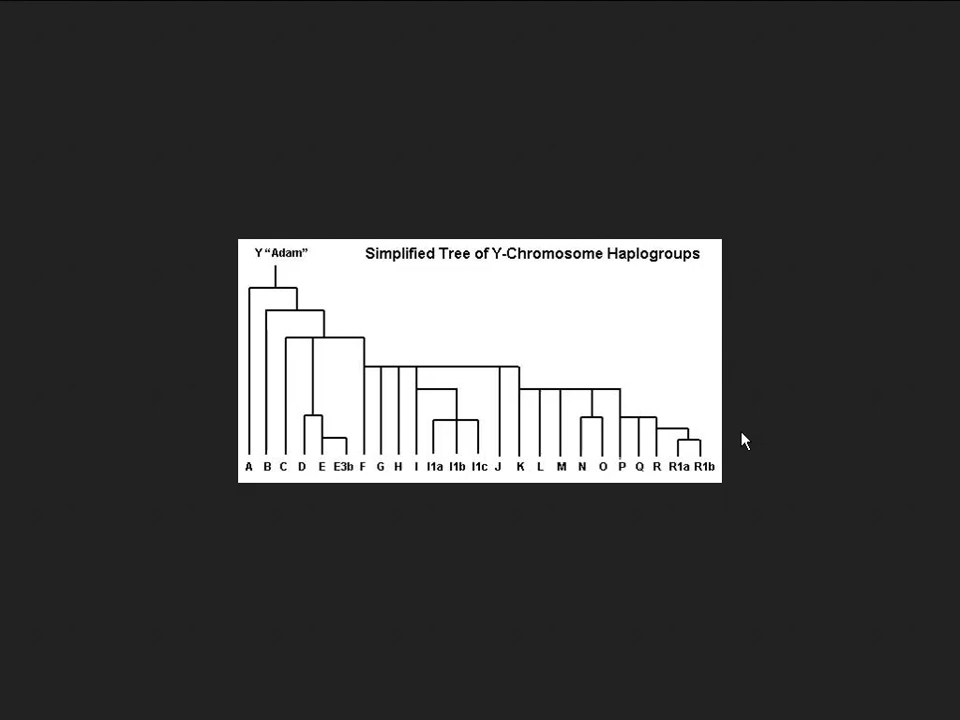 Y “Adam”
Simplified Tree of Y-Chromosome Haplogroups
A B C D E E3b F G H I I1a I1b I1c J K L M N O P Q R R1a R1b